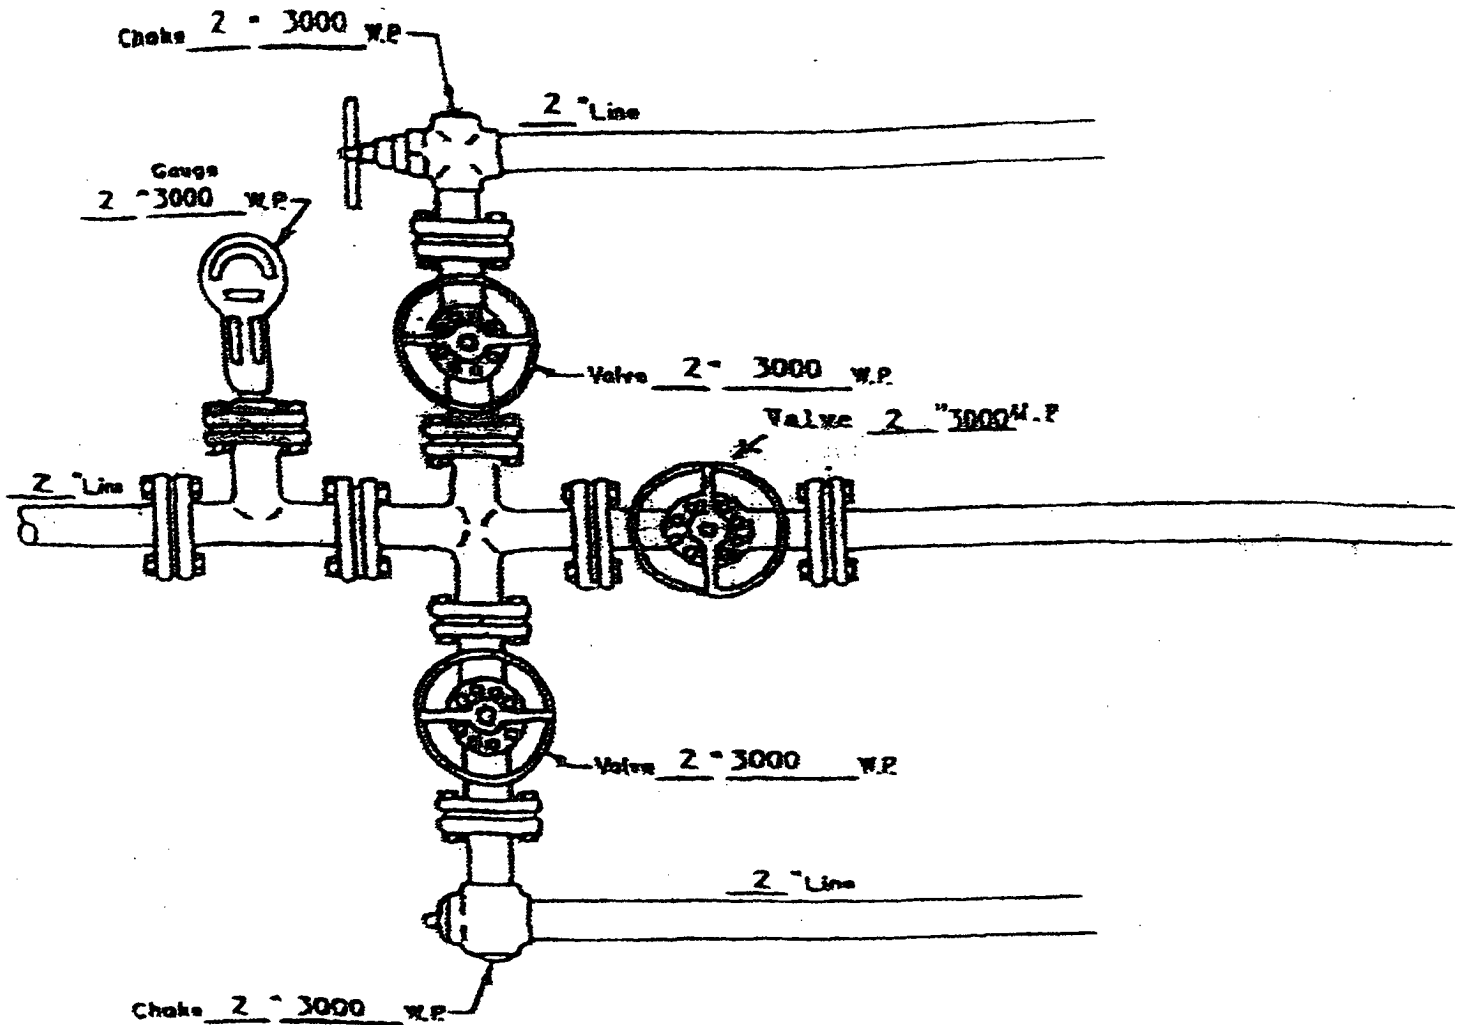 Choke 2 " 3000 W.P.
2 " Line
Gauge
2 " 3000 W.P.
Valve 2 " 3000 W.P.
Valve 2 " 3000 W.P
2 " Line
Valve 2 " 3000 W.P.
2 " Line
Choke 2 " 3000 W.P.